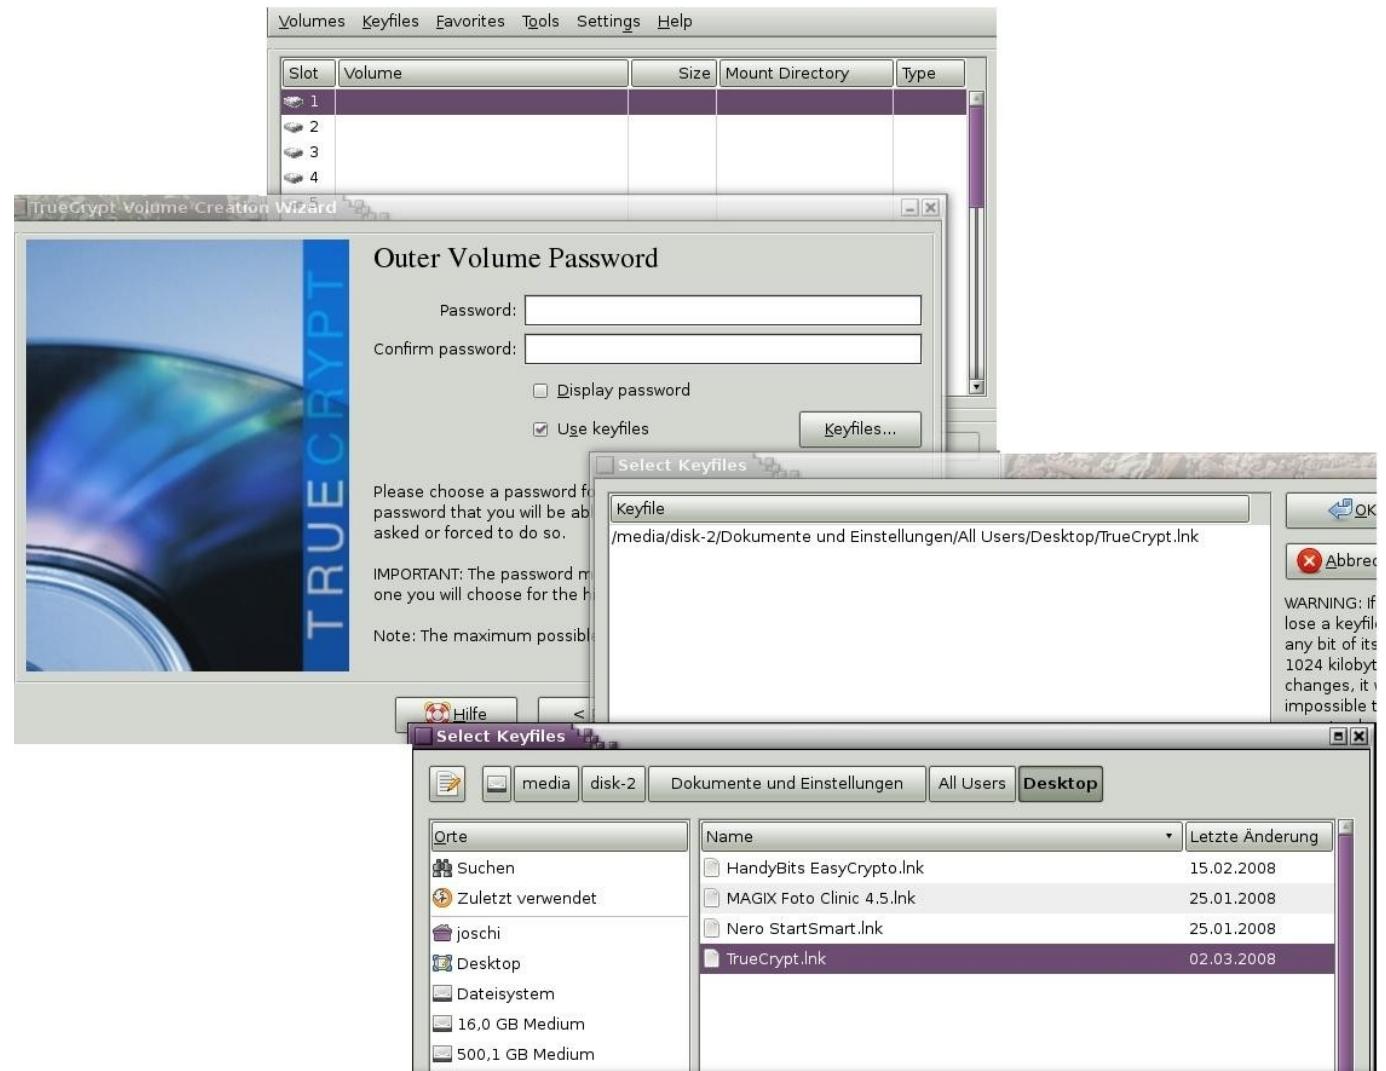 Volumes Keyfiles Favorites Tools Settings Help
Slot Volume Size Mount Directory Type
1
2
3
4
5
TrueCrypt Volume Creation Wizard
TRUECRYPT
Outer Volume Password
Password:
Confirm password:
Display password
Use keyfiles Keyfiles...
Please choose a password fo
password that you will be ab
asked or forced to do so.
IMPORTANT: The password m
one you will choose for the h
Note: The maximum possibl
Hilfe <
Select Keyfiles
Keyfile
/media/disk-2/Dokumente und Einstellungen/All Users/Desktop/TrueCrypt.lnk
OK
Abbrec
WARNING: If
lose a keyfil
any bit of its
1024 kilobyt
changes, it
impossible t
Select Keyfiles
media disk-2 Dokumente und Einstellungen All Users Desktop
Orte
Suchen
Zuletzt verwendet
joschi
Desktop
Dateisystem
16,0 GB Medium
500,1 GB Medium
Name Letzte Änderung
HandyBits EasyCrypto.lnk 15.02.2008
MAGIX Foto Clinic 4.5.lnk 25.01.2008
Nero StartSmart.lnk 25.01.2008
TrueCrypt.lnk 02.03.2008